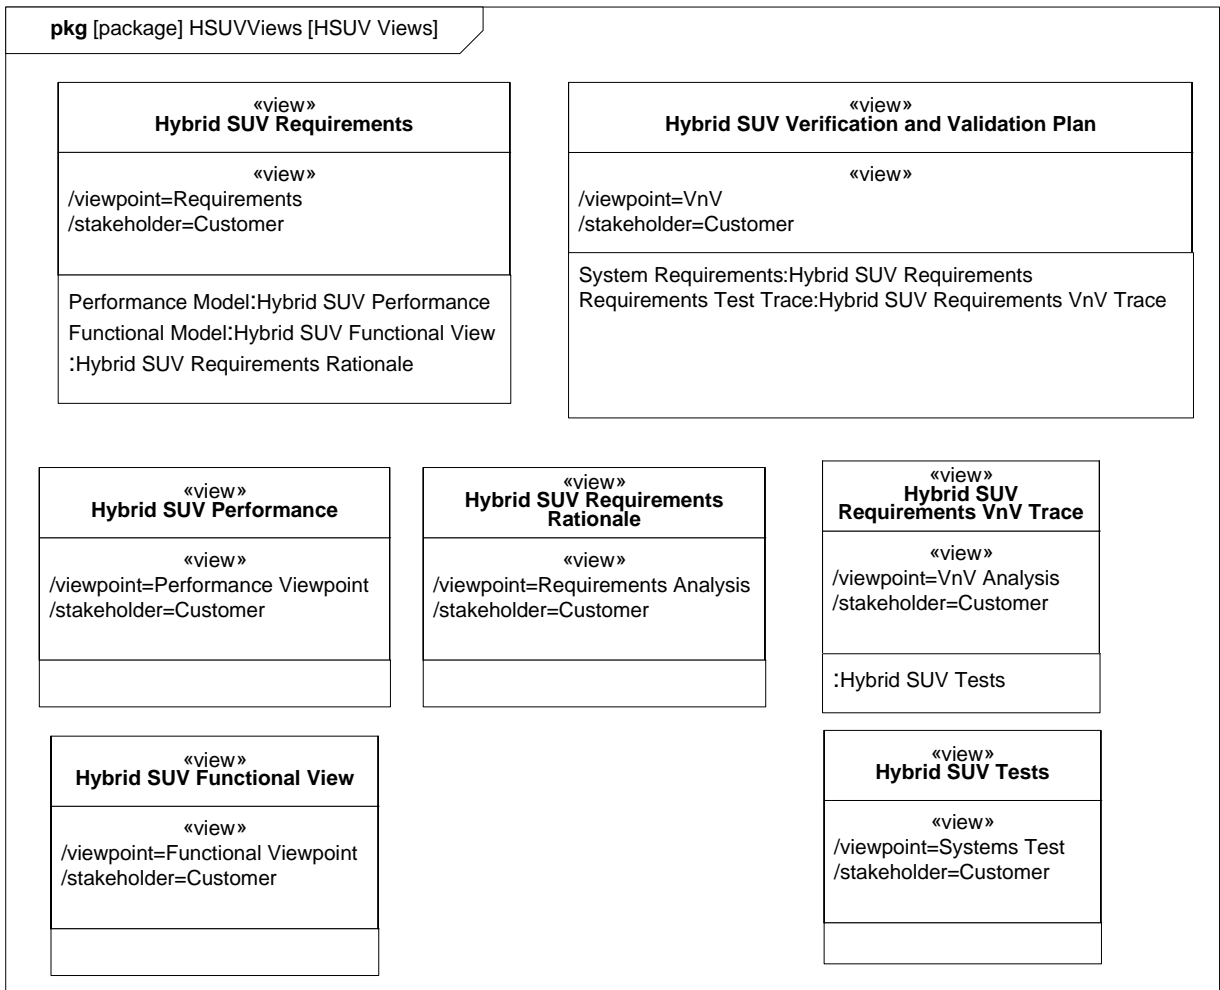 pkg [package] HSUVViews [HSUV Views]
«view»
Hybrid SUV Requirements
«view»
/viewpoint=Requirements
/stakeholder=Customer
Performance Model:Hybrid SUV Performance
Functional Model:Hybrid SUV Functional View
:Hybrid SUV Requirements Rationale
«view»
Hybrid SUV Verification and Validation Plan
«view»
/viewpoint=VnV
/stakeholder=Customer
System Requirements:Hybrid SUV Requirements
Requirements Test Trace:Hybrid SUV Requirements VnV Trace
«view»
Hybrid SUV Performance
«view»
/viewpoint=Performance Viewpoint
/stakeholder=Customer
«view»
Hybrid SUV Requirements
Rationale
«view»
/viewpoint=Requirements Analysis
/stakeholder=Customer
«view»
Hybrid SUV
Requirements VnV Trace
«view»
/viewpoint=VnV Analysis
/stakeholder=Customer
:Hybrid SUV Tests
«view»
Hybrid SUV Functional View
«view»
/viewpoint=Functional Viewpoint
/stakeholder=Customer
«view»
Hybrid SUV Tests
«view»
/viewpoint=Systems Test
/stakeholder=Customer